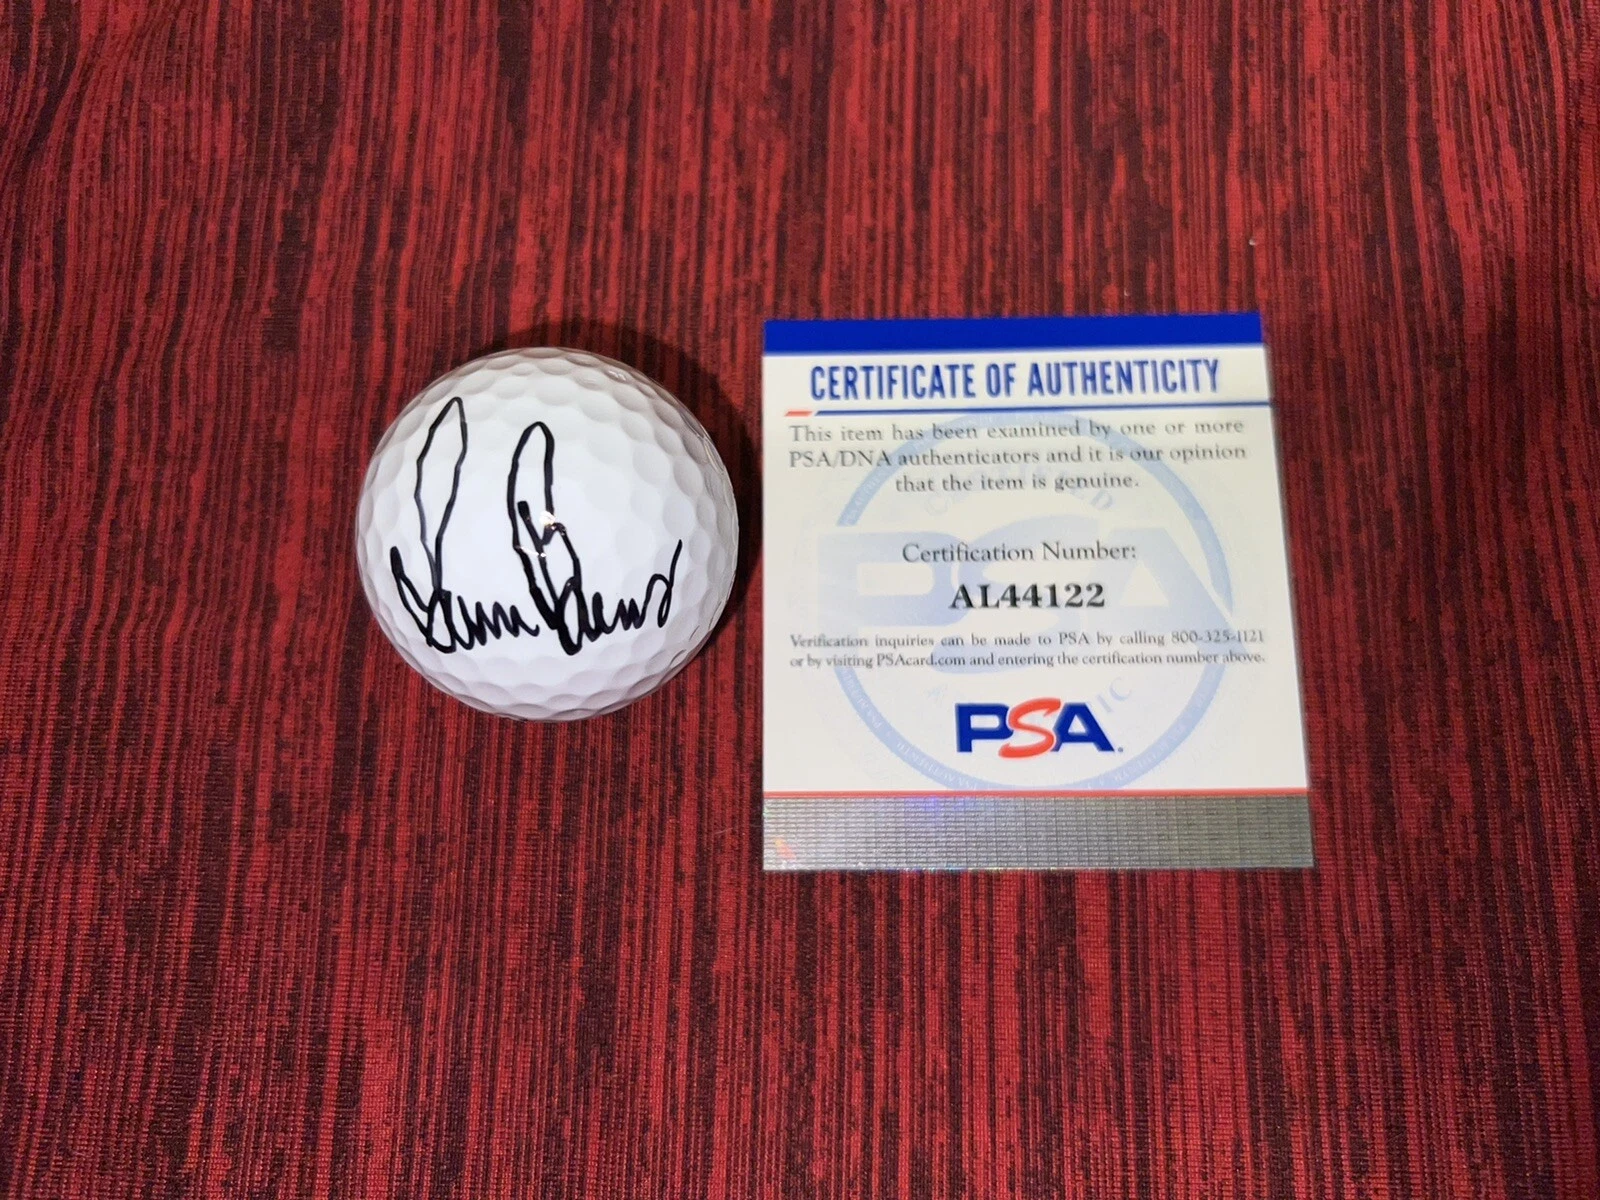 Sam Burns
CERTIFICATE OF AUTHENTICITY
This item has been examined by one or more
PSA/DNA authenticators and it is our opinion
that the item is genuine.
Certification Number:
AL44122
Verification inquiries can be made to PSA by calling 800-325-1121
or by visiting PSAcard.com and entering the certification number above.
PSA